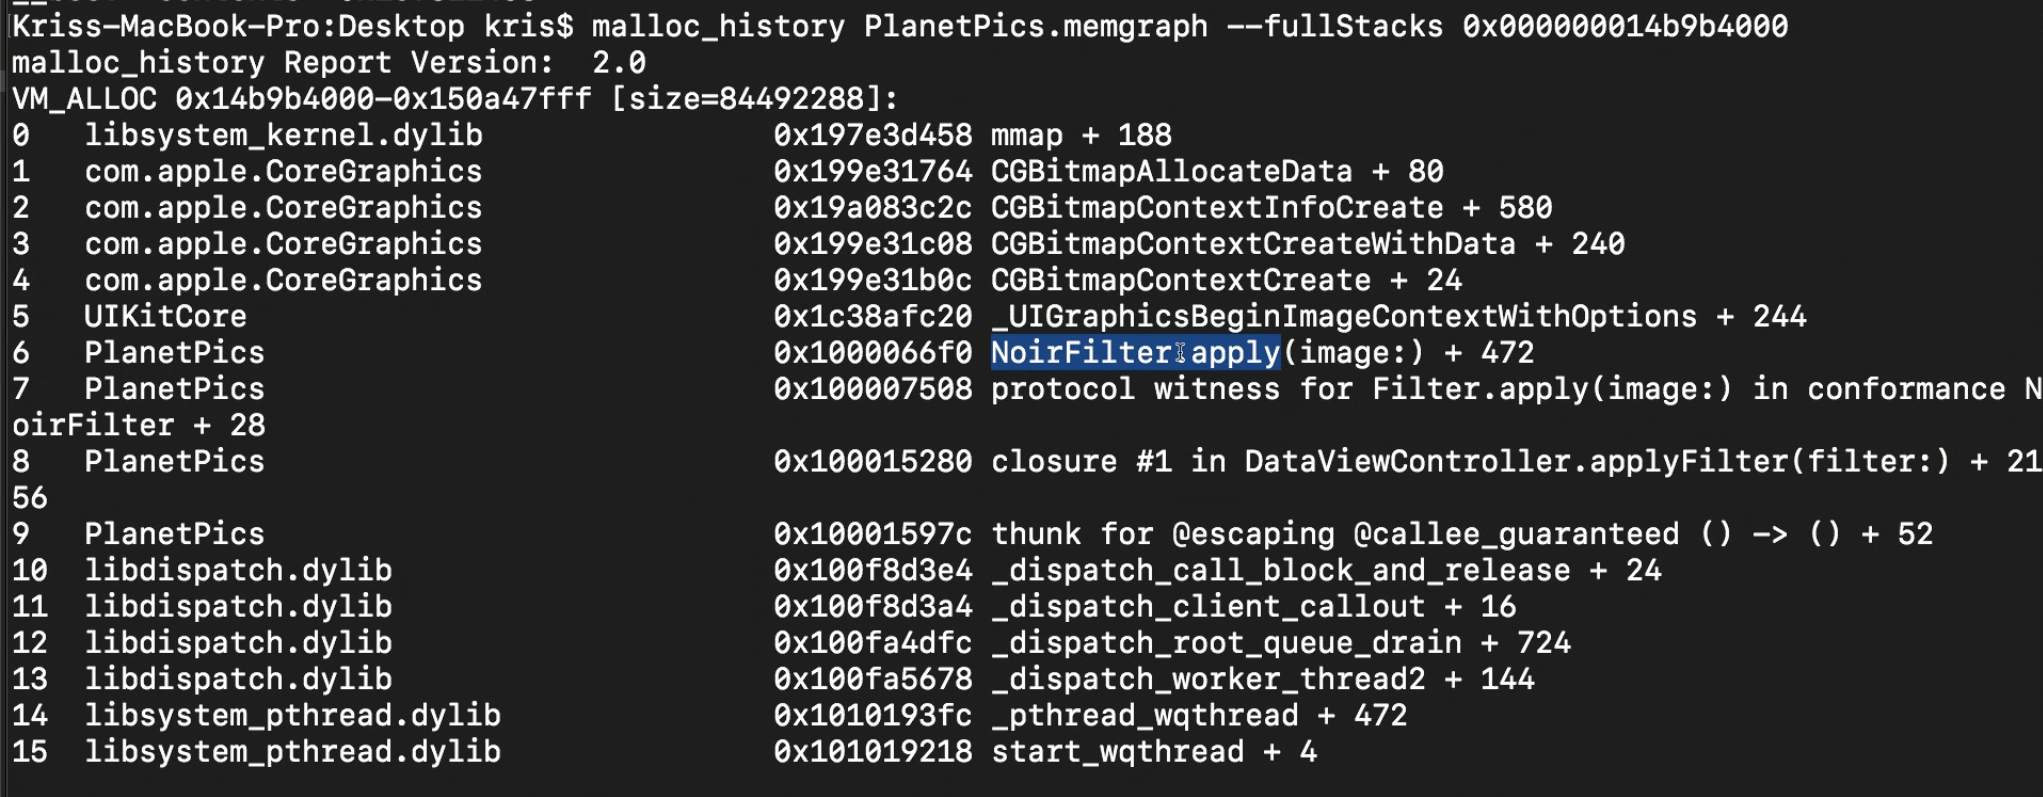 Kriss-MacBook-Pro:Desktop kris$ malloc_history PlanetPics.memgraph --fullStacks 0x000000014b9b4000
malloc_history Report Version:  2.0
VM_ALLOC 0x14b9b4000-0x150a47fff [size=84492288]:
0   libsystem_kernel.dylib                0x197e3d458 mmap + 188
1   com.apple.CoreGraphics                0x199e31764 CGBitmapAllocateData + 80
2   com.apple.CoreGraphics                0x19a083c2c CGBitmapContextInfoCreate + 580
3   com.apple.CoreGraphics                0x199e31c08 CGBitmapContextCreateWithData + 240
4   com.apple.CoreGraphics                0x199e31b0c CGBitmapContextCreate + 24
5   UIKitCore                             0x1c38afc20 _UIGraphicsBeginImageContextWithOptions + 244
6   PlanetPics                            0x1000066f0 NoirFilter.apply(image:) + 472
7   PlanetPics                            0x100007508 protocol witness for Filter.apply(image:) in conformance N
oirFilter + 28
8   PlanetPics                            0x100015280 closure #1 in DataViewController.applyFilter(filter:) + 21
56
9   PlanetPics                            0x10001597c thunk for @escaping @callee_guaranteed () -> () + 52
10  libdispatch.dylib                     0x100f8d3e4 _dispatch_call_block_and_release + 24
11  libdispatch.dylib                     0x100f8d3a4 _dispatch_client_callout + 16
12  libdispatch.dylib                     0x100fa4dfc _dispatch_root_queue_drain + 724
13  libdispatch.dylib                     0x100fa5678 _dispatch_worker_thread2 + 144
14  libsystem_pthread.dylib               0x1010193fc _pthread_wqthread + 472
15  libsystem_pthread.dylib               0x101019218 start_wqthread + 4